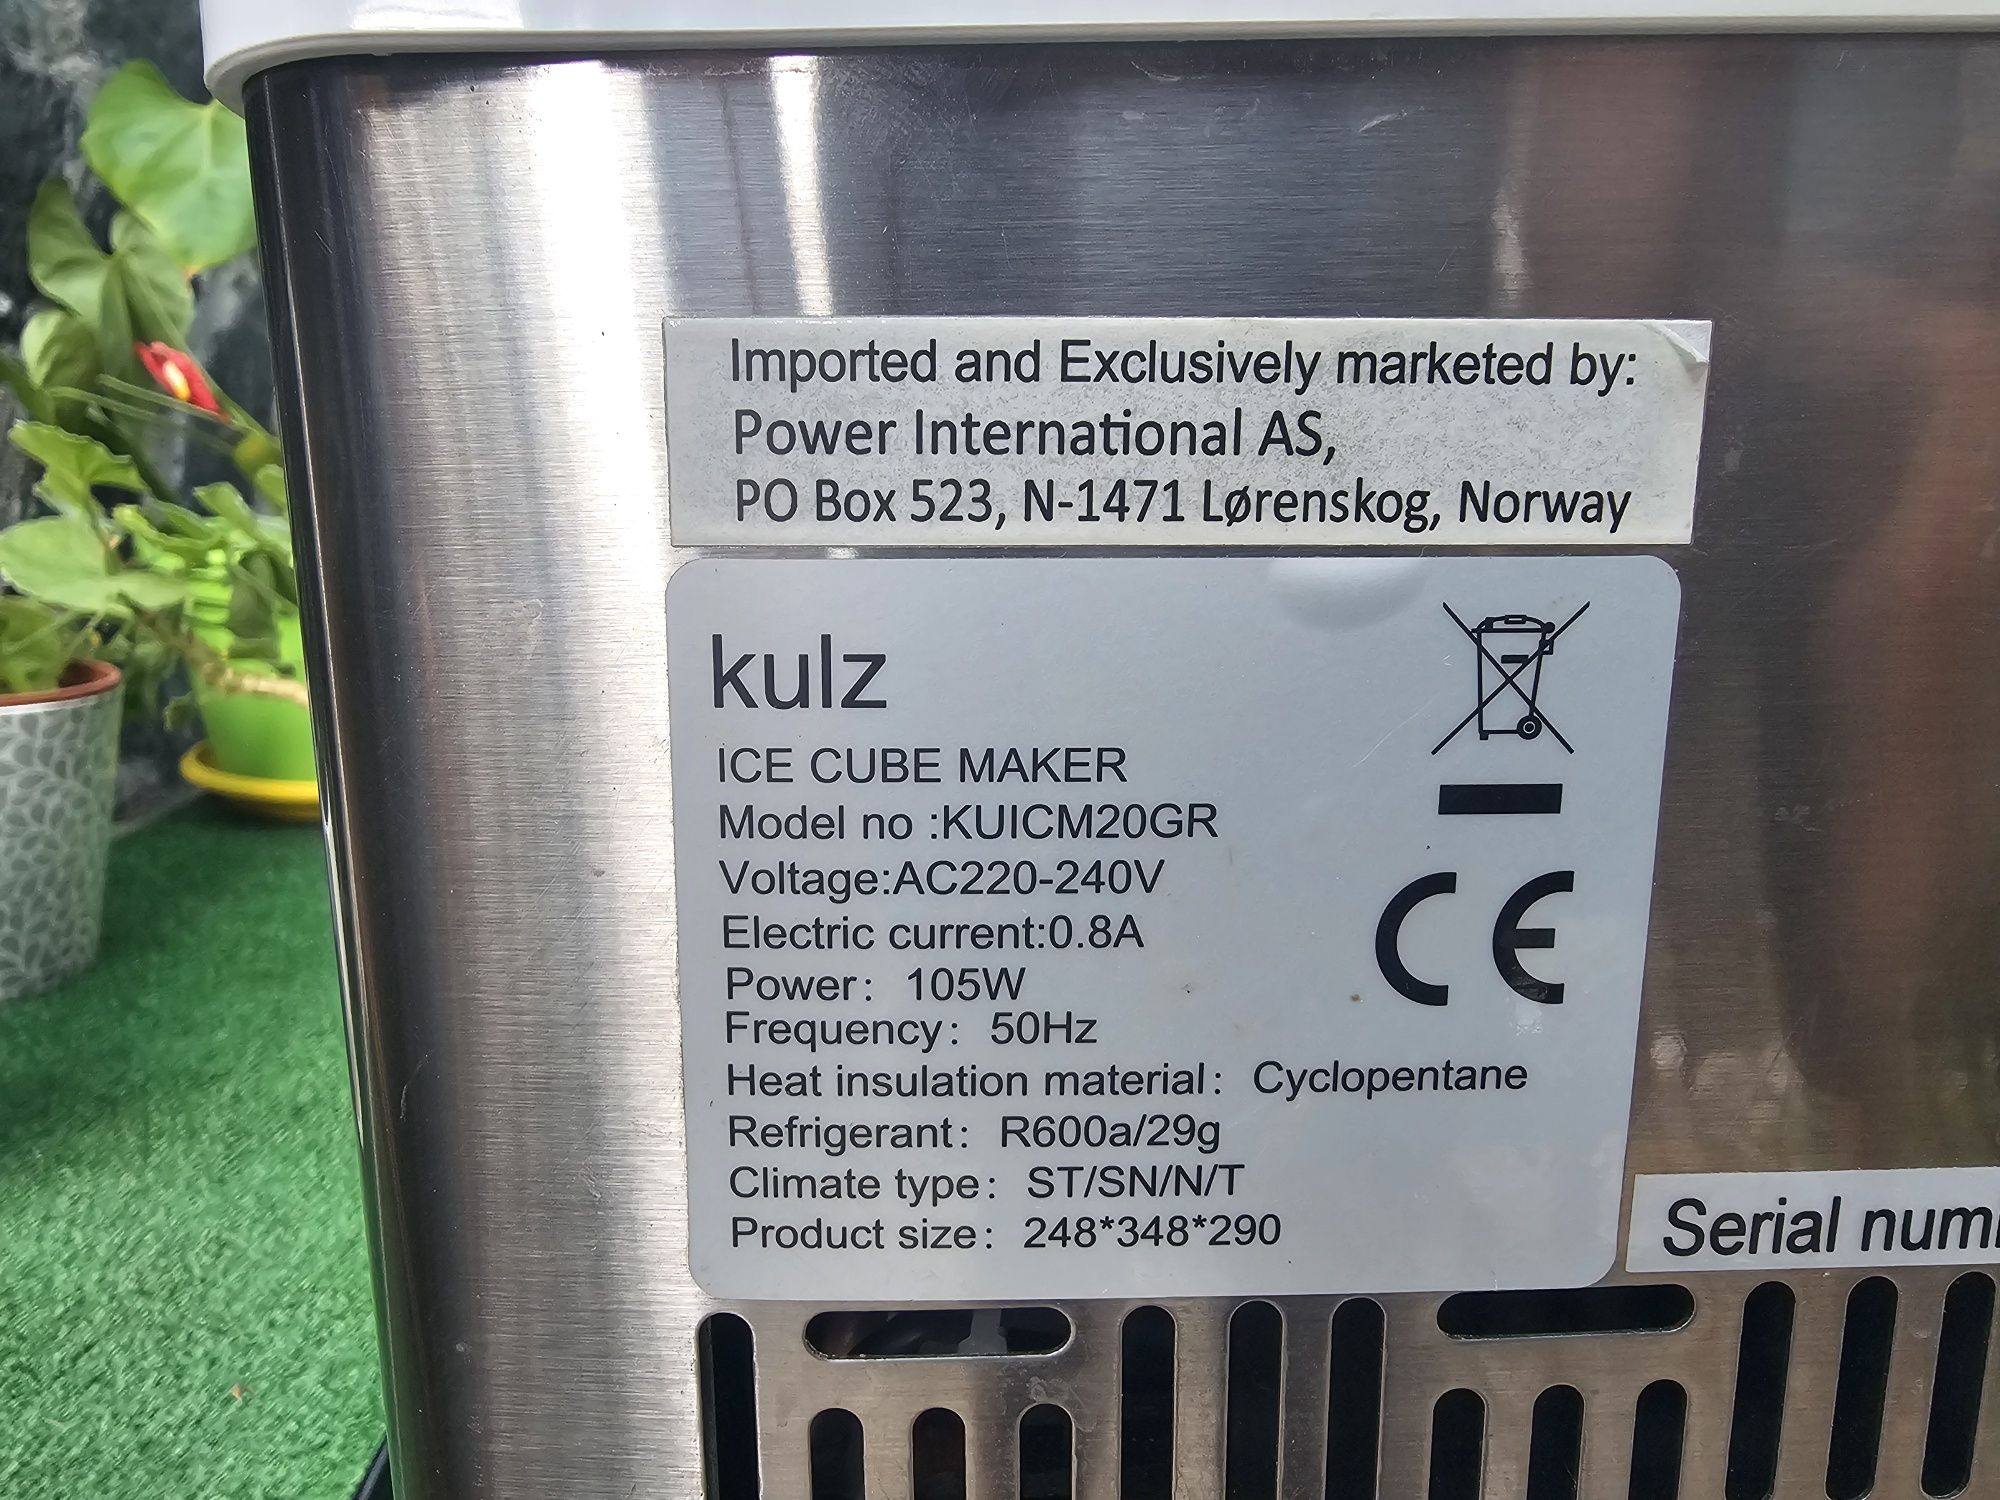 Imported and Exclusively marketed by:
Power International AS,
PO Box 523, N-1471 Lørenskog, Norway
kulz
ICE CUBE MAKER
Model no :KUICM20GR
Voltage:AC220-240V
Electric current:0.8A
Power: 105W
Frequency: 50Hz
Heat insulation material: Cyclopentane
Refrigerant: R600a/29g
Climate type: ST/SN/N/T
Product size: 248*348*290
CE
Serial